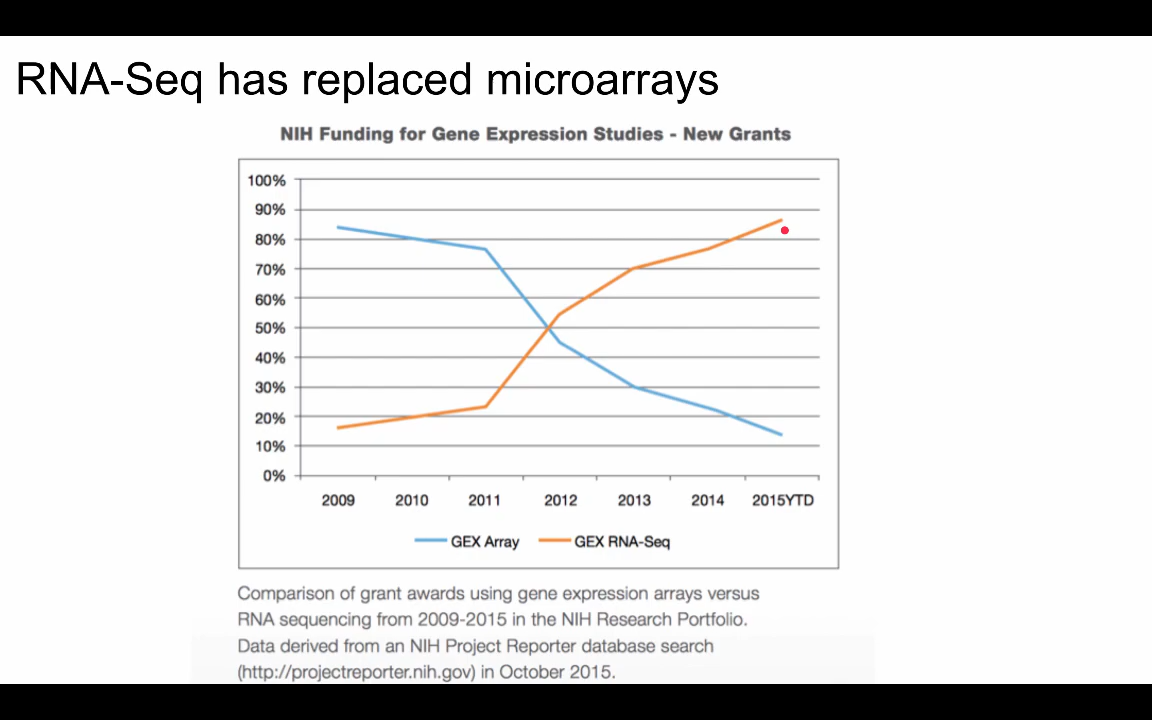 RNA-Seq has replaced microarrays
NIH Funding for Gene Expression Studies - New Grants
100%
90%
80%
70%
60%
50%
40%
30%
20%
10%
0%
2009 2010 2011 2012 2013 2014 2015YTD
GEX Array GEX RNA-Seq
Comparison of grant awards using gene expression arrays versus
RNA sequencing from 2009-2015 in the NIH Research Portfolio.
Data derived from an NIH Project Reporter database search
(http://projectreporter.nih.gov) in October 2015.